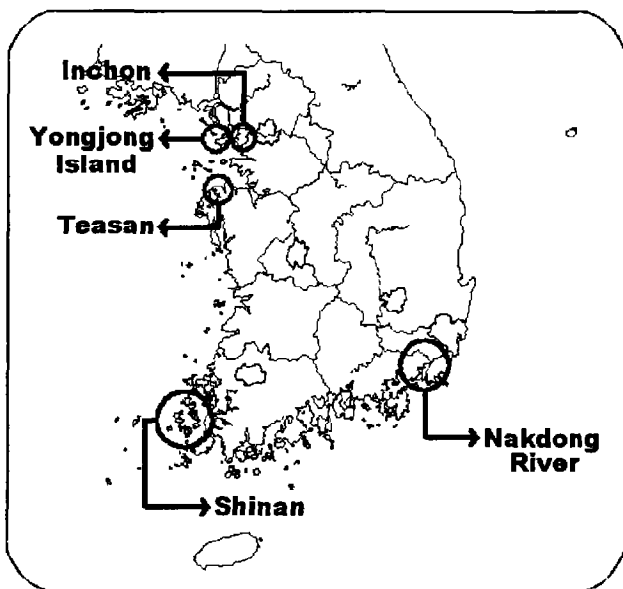 Inchon
Yongjong
Island
Teasan
Nakdong
River
Shinan